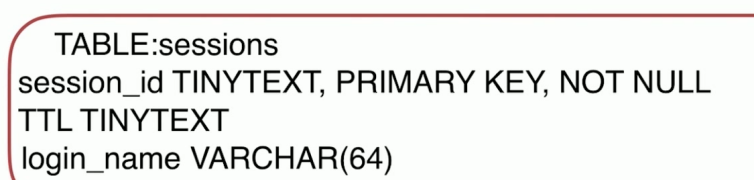 TABLE:sessions
session_id TINYTEXT, PRIMARY KEY, NOT NULL
TTL TINYTEXT
login_name VARCHAR(64)